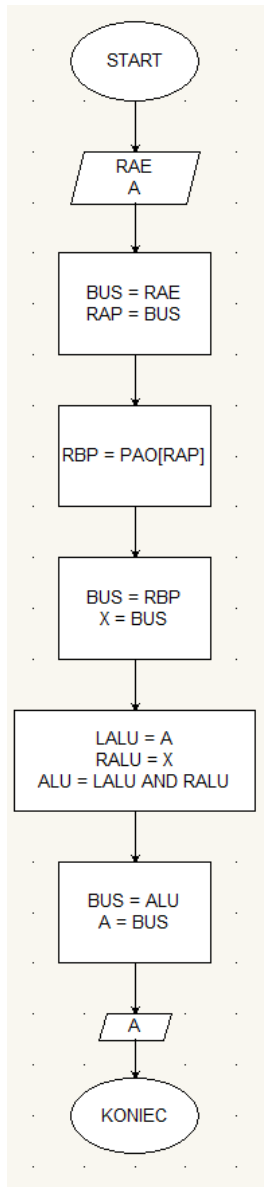 START
RAE
A
BUS = RAE
RAP = BUS
RBP = PAO[RAP]
BUS = RBP
X = BUS
LALU = A
RALU = X
ALU = LALU AND RALU
BUS = ALU
A = BUS
A
KONIEC